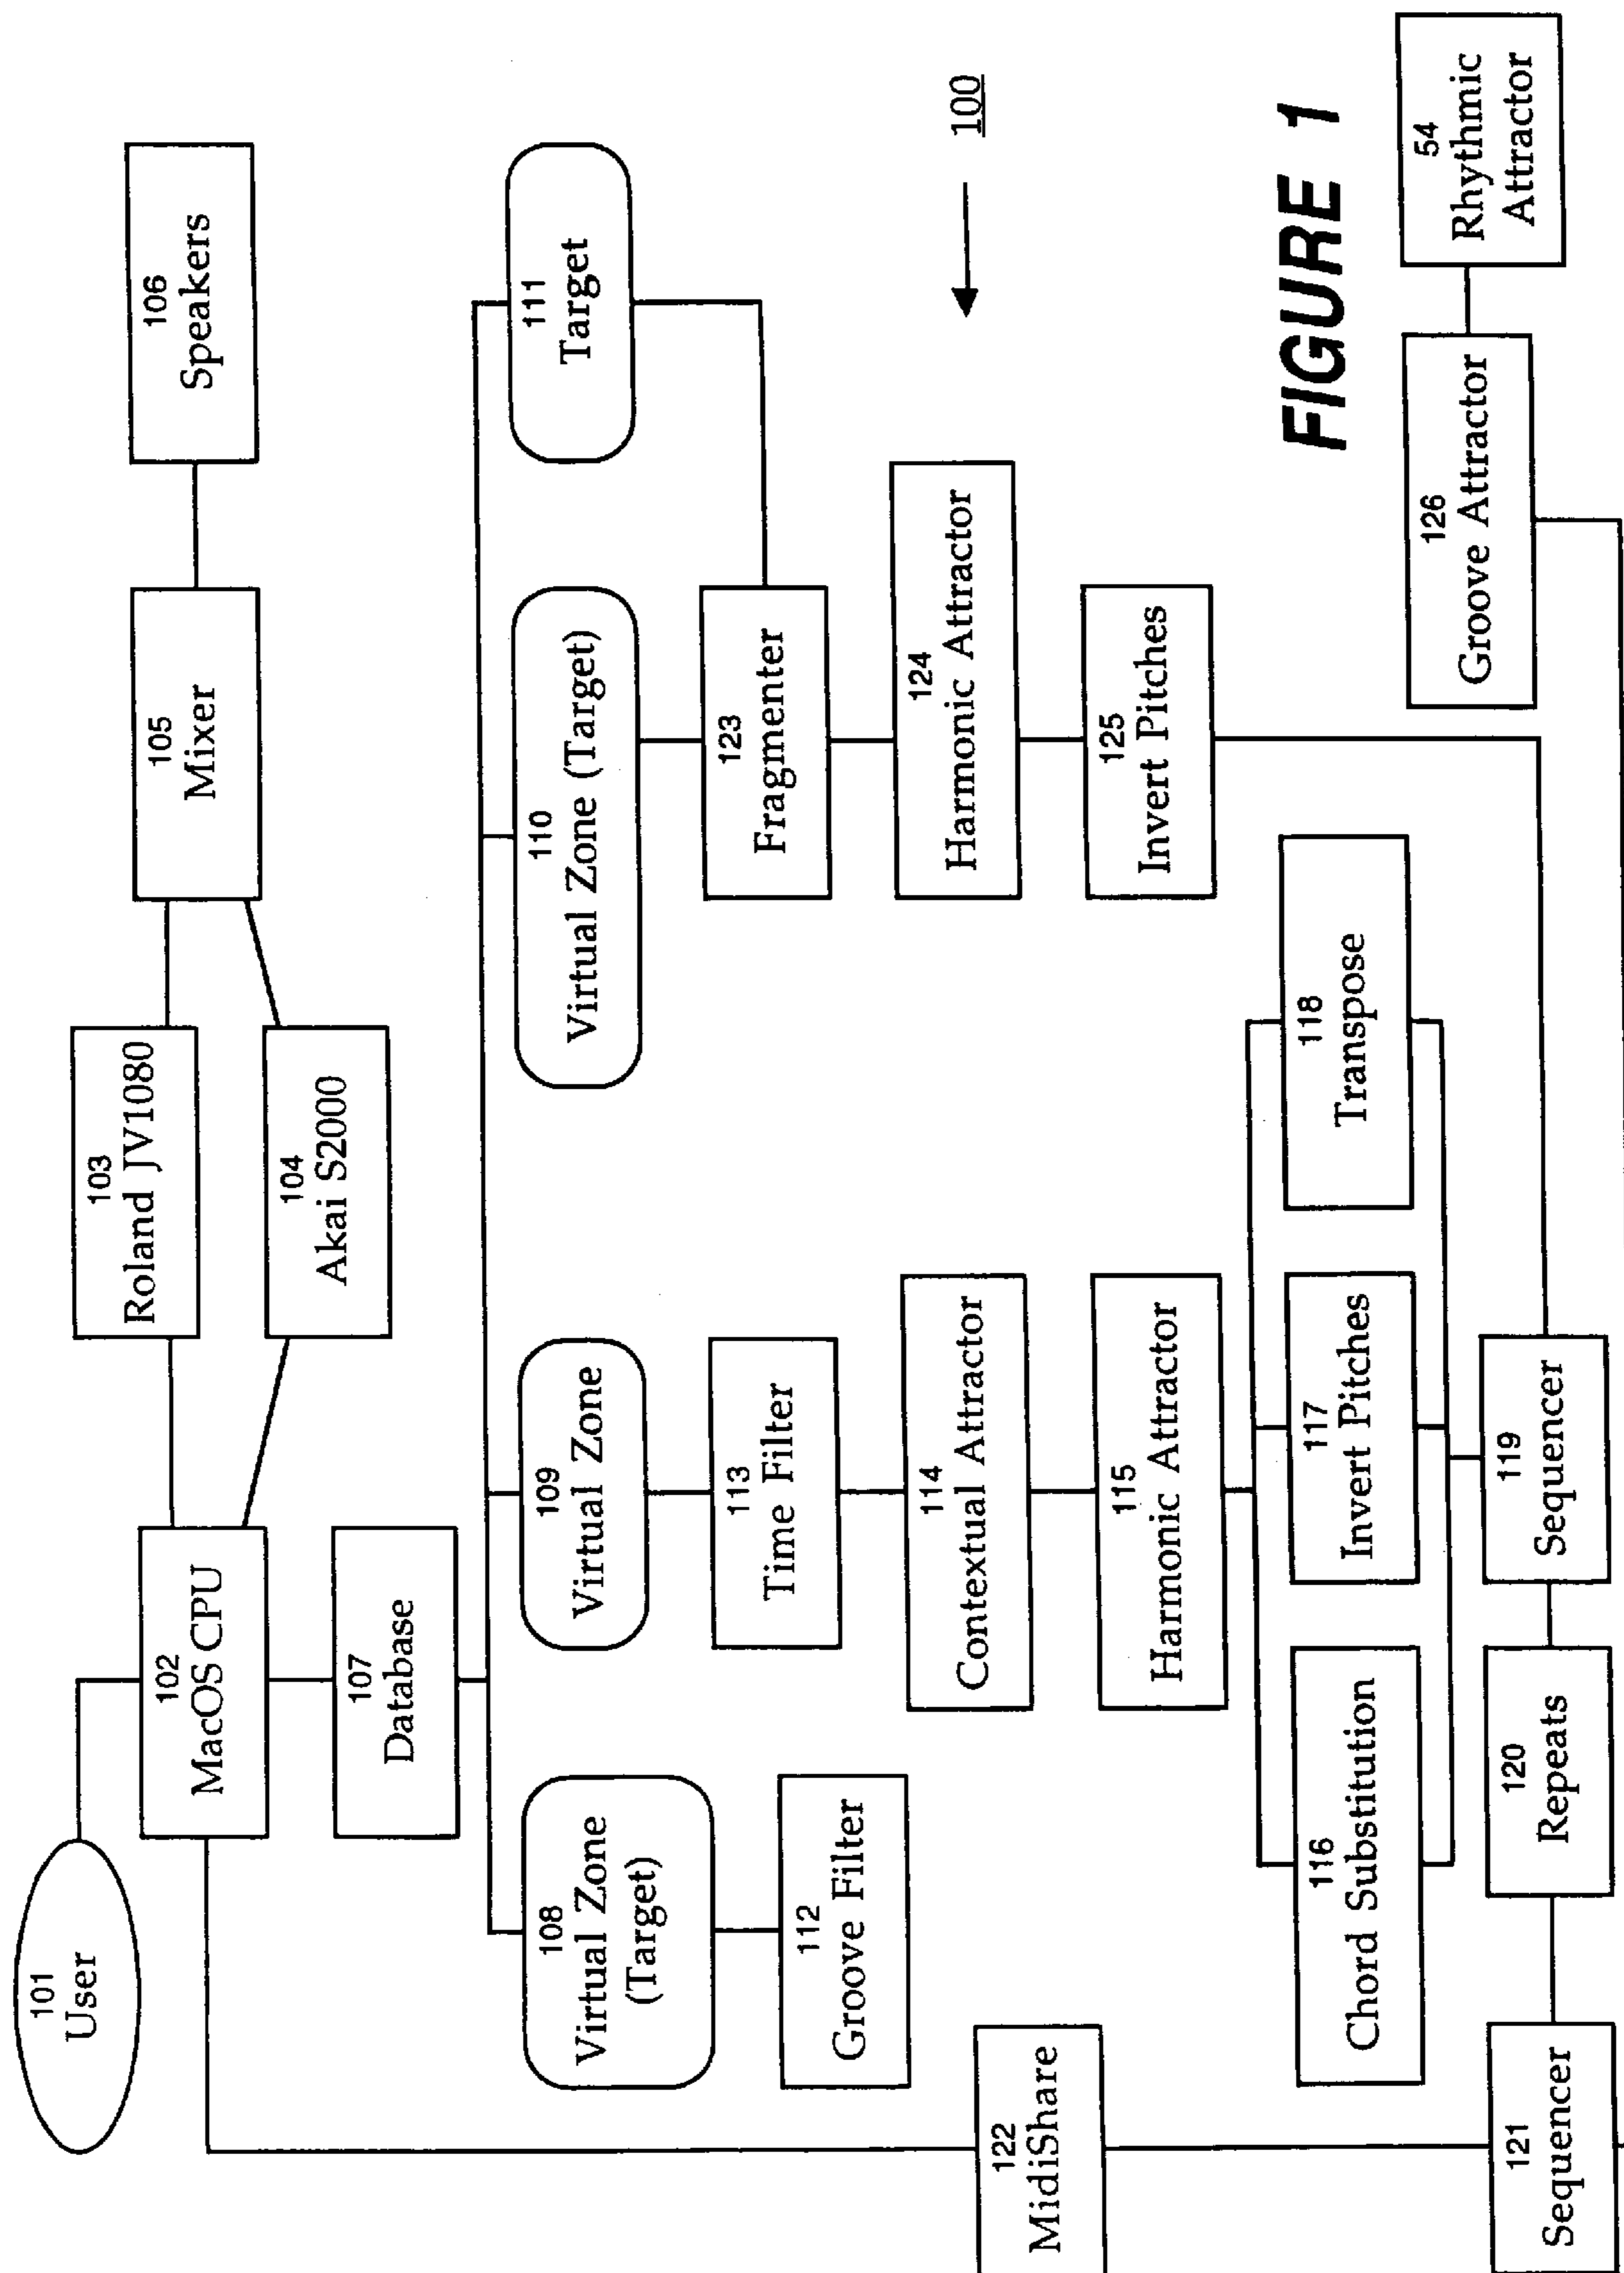 101
User
102
MacOS CPU
103
Roland JV1080
104
Akai S2000
105
Mixer
106
Speakers
107
Database
108
Virtual Zone
(Target)
109
Virtual Zone
110
Virtual Zone (Target)
111
Target
112
Groove Filter
113
Time Filter
123
Fragmenter
122
MidiShare
114
Contextual Attractor
124
Harmonic Attractor
100
115
Harmonic Attractor
125
Invert Pitches
116
Chord Substitution
117
Invert Pitches
118
Transpose
FIGURE 1
121
Sequencer
120
Repeats
119
Sequencer
126
Groove Attractor
54
Rhythmic
Attractor